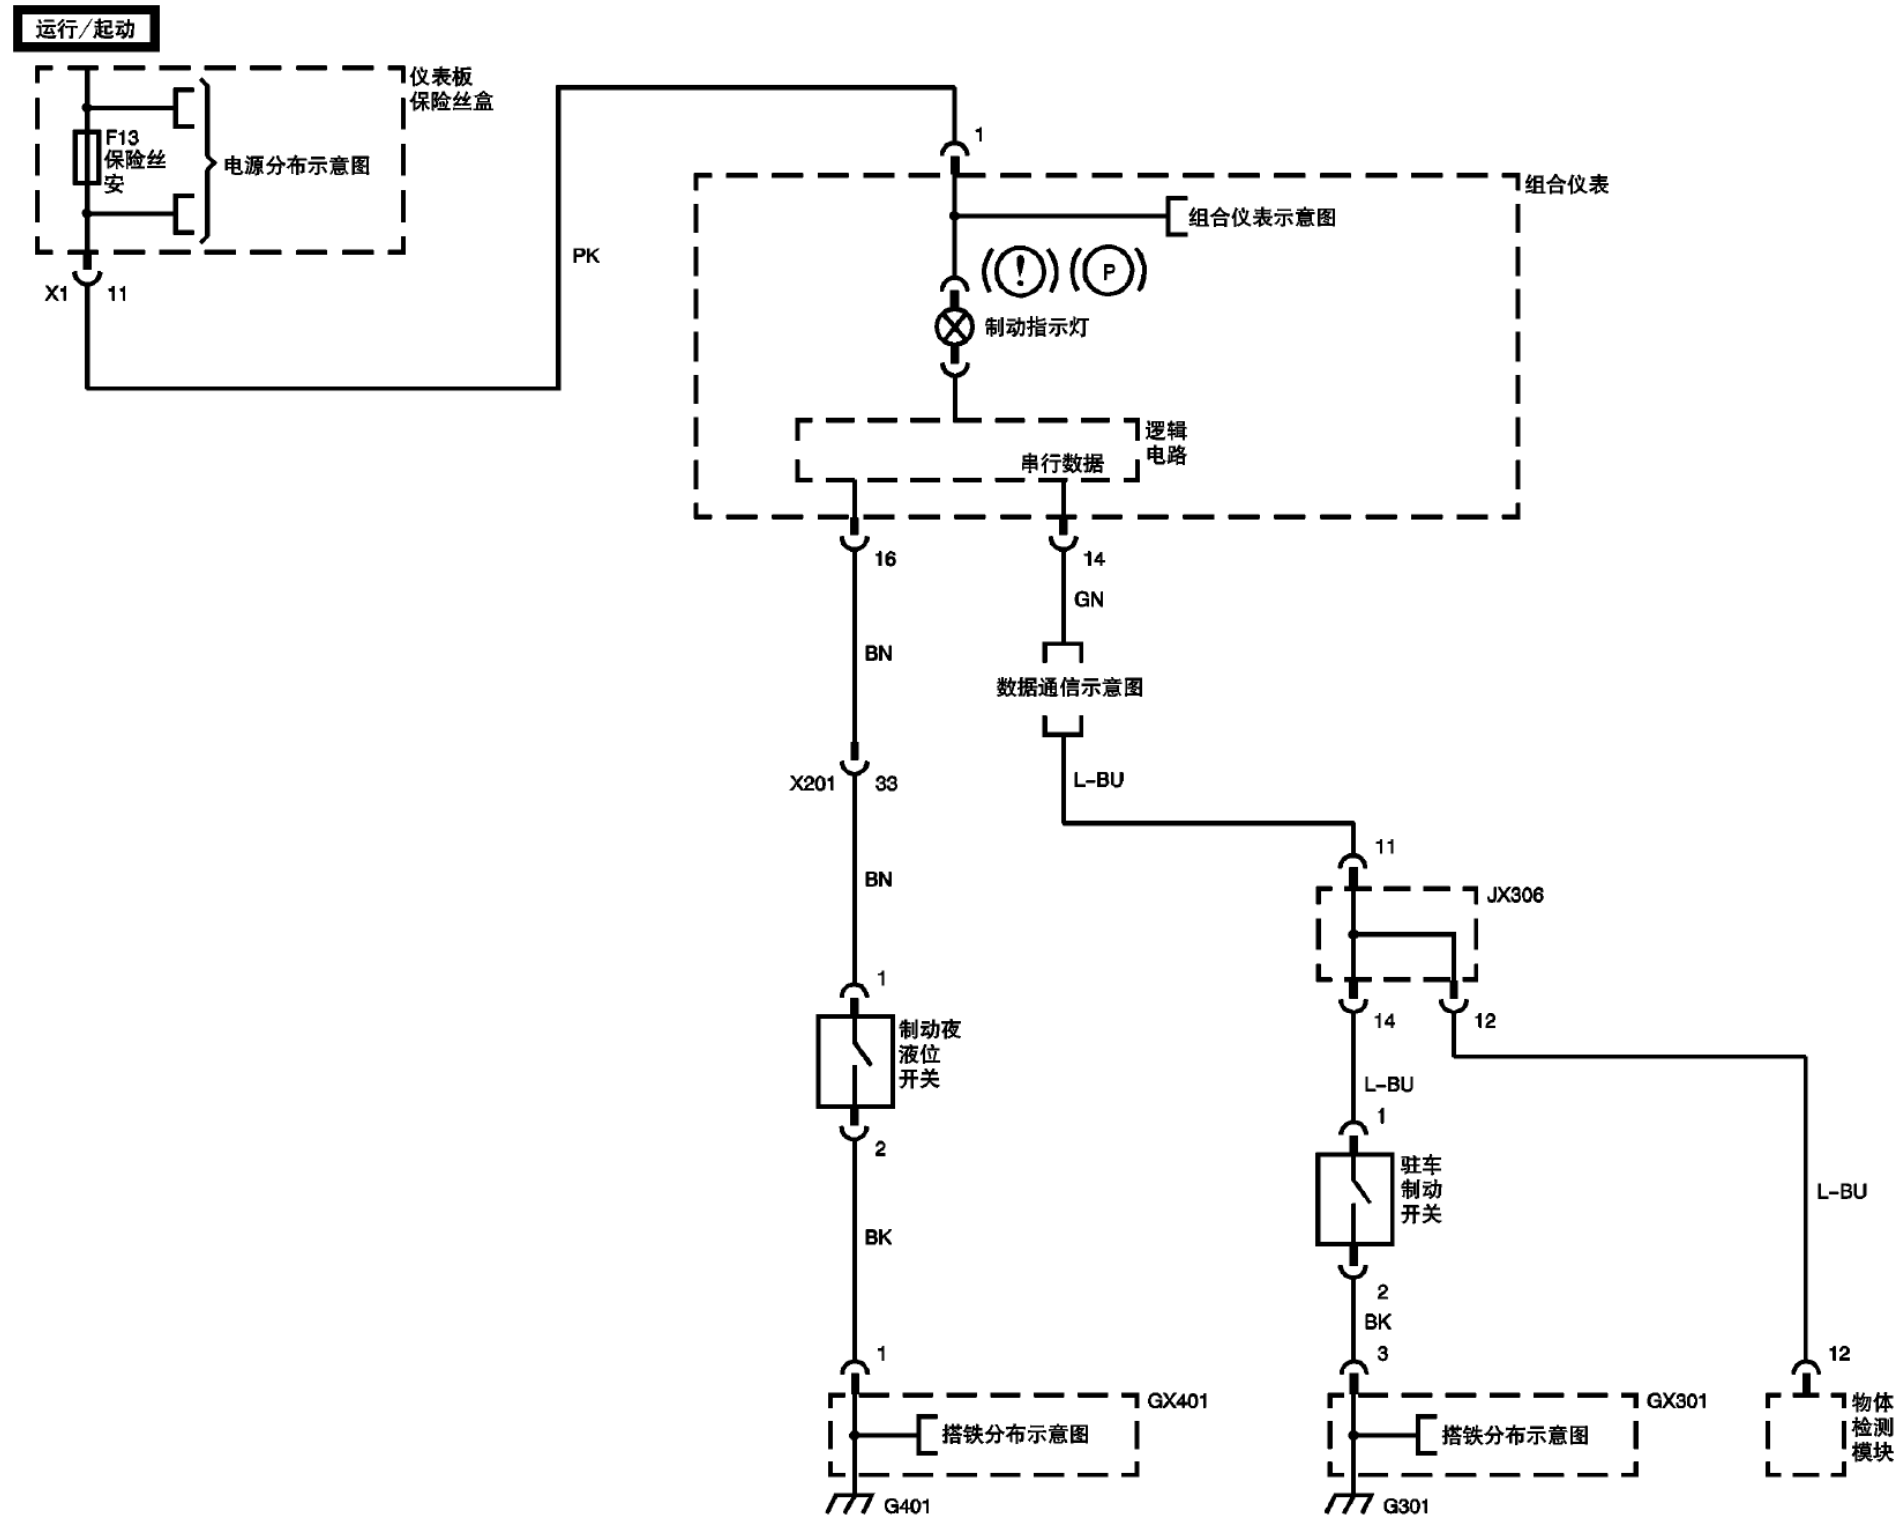 运行/起动
仪表板
保险丝盒
F13
保险丝
安
电源分布示意图
X1
11
PK
1
组合仪表
组合仪表示意图
!
P
制动指示灯
逻辑
电路
串行数据
16
14
GN
BN
数据通信示意图
L-BU
X201
33
BN
11
JX306
1
14
12
制动夜
液位
开关
L-BU
1
2
驻车
制动
开关
L-BU
BK
2
BK
1
3
12
GX401
GX301
物体
检测
模块
搭铁分布示意图
搭铁分布示意图
G401
G301